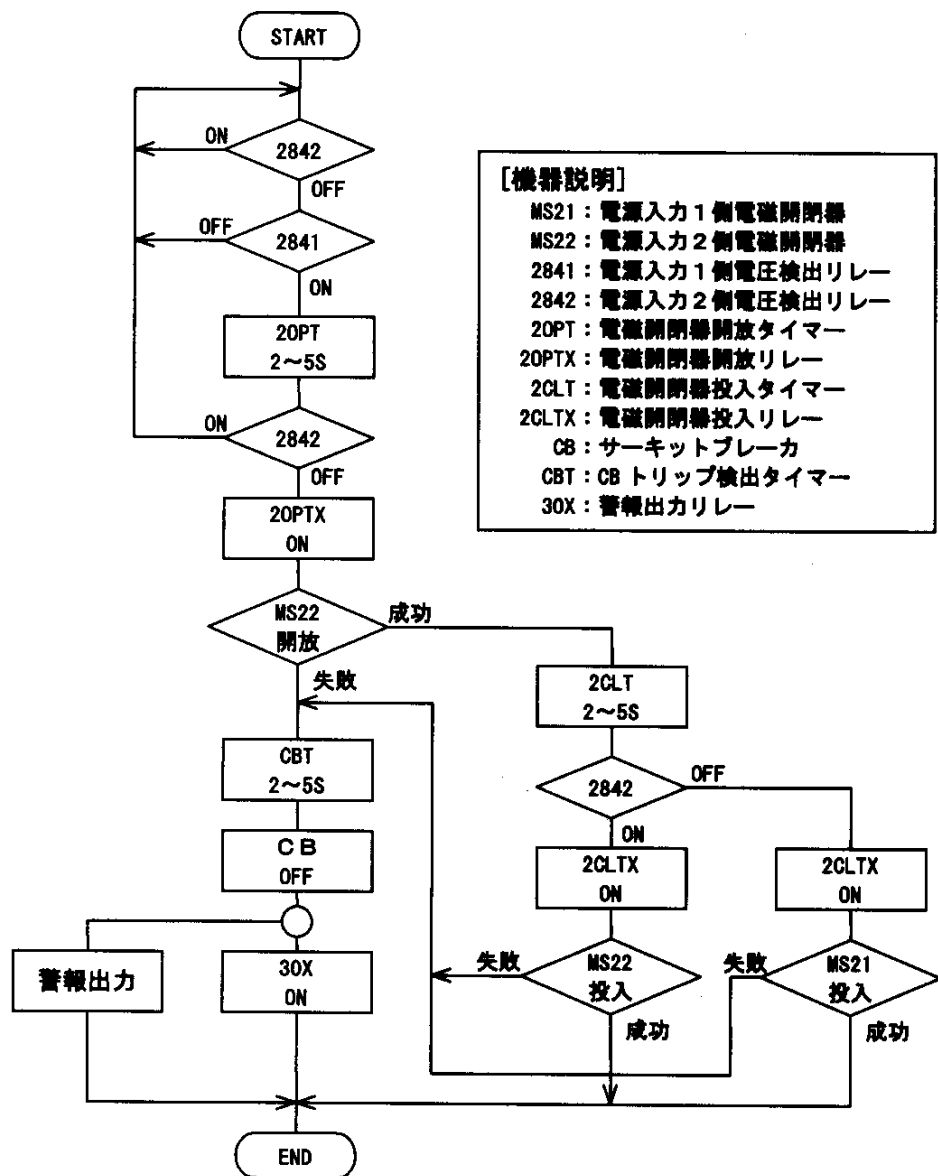 START
ON
2842
OFF
OFF
2841
ON
2OPT
2～5S
ON
2842
OFF
2OPTX
ON
MS22
開放
成功
失敗
CBT
2～5S
CB
OFF
警報出力
30X
ON
2CLT
2～5S
2842
OFF
ON
2CLTX
ON
2CLTX
ON
失敗
MS22
投入
成功
失敗
MS21
投入
成功
END
[機器説明]
MS21：電源入力1側電磁開閉器
MS22：電源入力2側電磁開閉器
2841：電源入力1側電圧検出リレー
2842：電源入力2側電圧検出リレー
2OPT：電磁開閉器開放タイマー
2OPTX：電磁開閉器開放リレー
2CLT：電磁開閉器投入タイマー
2CLTX：電磁開閉器投入リレー
CB：サーキットブレーカ
CBT：CBトリップ検出タイマー
30X：警報出力リレー